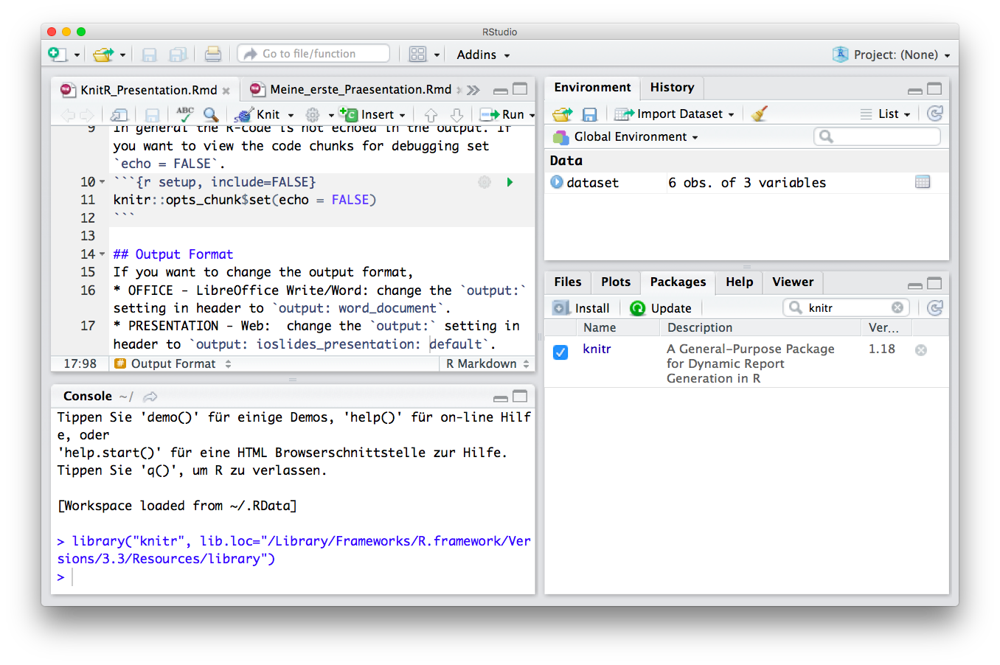 RStudio
Go to file/function
Addins
Project: (None)
KnitR_Presentation.Rmd
Meine_erste_Praesentation.Rmd
ABC
Knit
Insert
Run
9 In general the R-code is not echoed in the output. If
you want to view the code chunks for debugging set
`echo = FALSE`.
10 ```{r setup, include=FALSE}
11 knitr::opts_chunk$set(echo = FALSE)
12 ```
13
14 ## Output Format
15 If you want to change the output format,
16 * OFFICE - LibreOffice Write/Word: change the `output:`
setting in header to `output: word_document`.
17 * PRESENTATION - Web:  change the `output:` setting in
header to `output: ioslides_presentation: default`.
17:98 # Output Format R Markdown
Console ~/
Tippen Sie 'demo()' für einige Demos, 'help()' für on-line Hilf
e, oder
'help.start()' für eine HTML Browserschnittstelle zur Hilfe.
Tippen Sie 'q()', um R zu verlassen.
[Workspace loaded from ~/.RData]
> library("knitr", lib.loc="/Library/Frameworks/R.framework/Ver
sions/3.3/Resources/library")
>
Environment History
Import Dataset List
Global Environment
Data
dataset 6 obs. of 3 variables
Files Plots Packages Help Viewer
Install Update knitr
Name Description Ver...
knitr A General-Purpose Package 1.18
for Dynamic Report
Generation in R